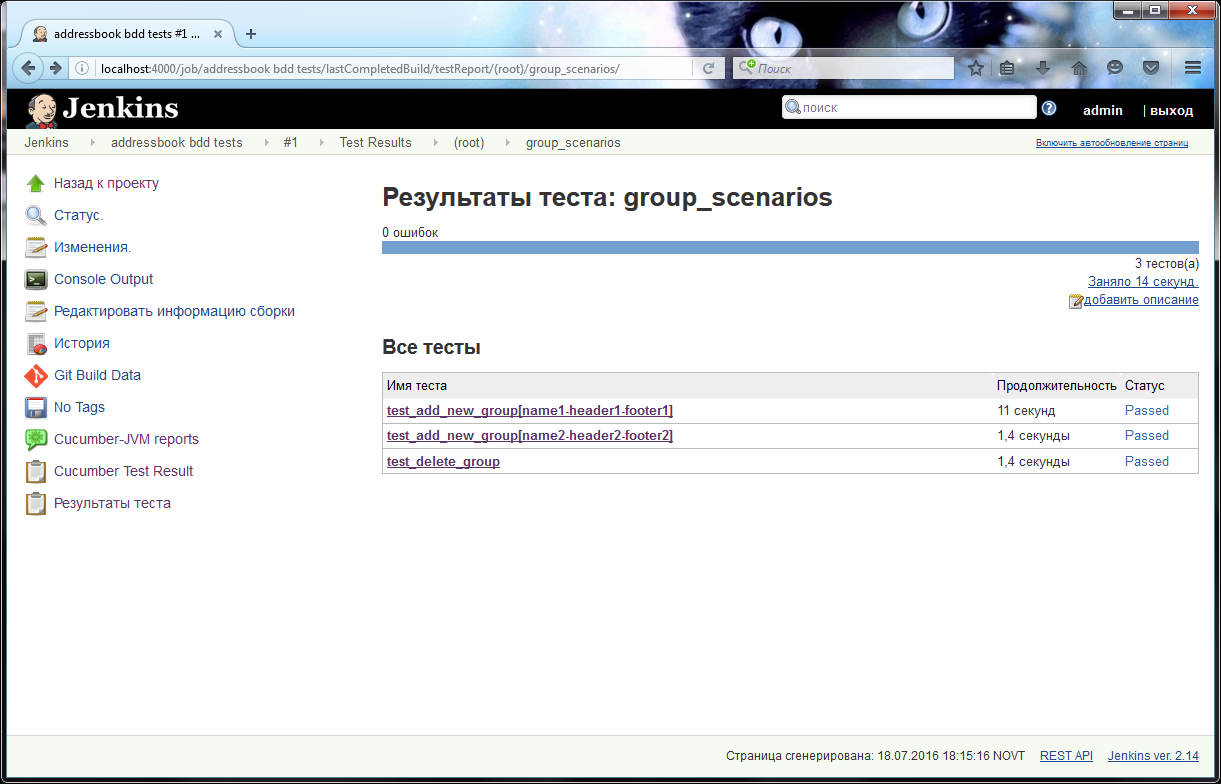 addressbook bdd tests #1 ...
localhost:4000/job/addressbook bdd tests/lastCompletedBuild/testReport/(root)/group_scenarios/
Поиск
Jenkins
поиск
admin
| выход
Jenkins addressbook bdd tests #1 Test Results (root) group_scenarios
Включить автообновление страниц
Назад к проекту
Статус.
Изменения.
Console Output
Редактировать информацию сборки
История
Git Build Data
No Tags
Cucumber-JVM reports
Cucumber Test Result
Результаты теста
Результаты теста: group_scenarios
0 ошибок
3 тестов(а)
Заняло 14 секунд.
добавить описание
Все тесты
Имя теста Продолжительность Статус
test_add_new_group[name1-header1-footer1] 11 секунд Passed
test_add_new_group[name2-header2-footer2] 1,4 секунды Passed
test_delete_group 1,4 секунды Passed
Страница сгенерирована: 18.07.2016 18:15:16 NOVT REST API Jenkins ver. 2.14